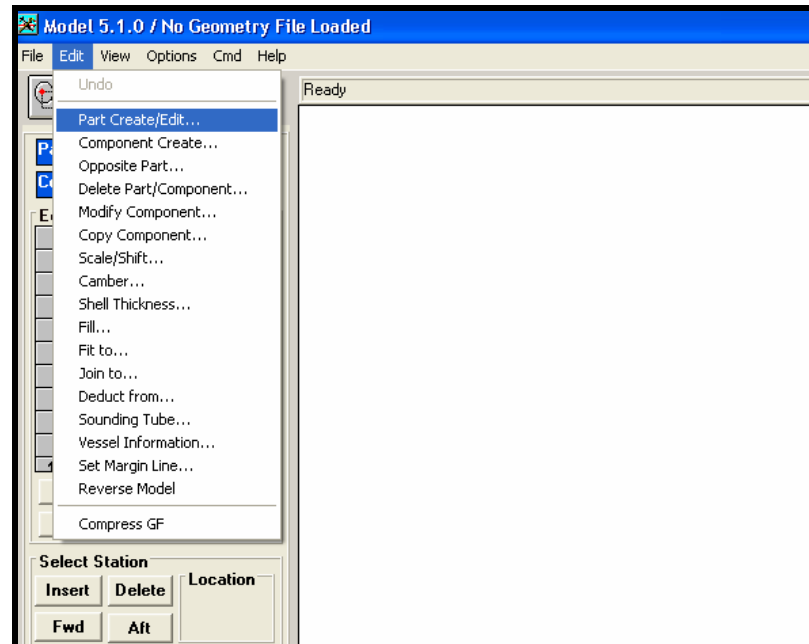 Model 5.1.0 / No Geometry File Loaded
File Edit View Options Cmd Help
Undo
Ready
Part Create/Edit...
Component Create...
Opposite Part...
Delete Part/Component...
Modify Component...
Copy Component...
Scale/Shift...
Camber...
Shell Thickness...
Fill...
Fit to...
Join to...
Deduct from...
Sounding Tube...
Vessel Information...
Set Margin Line...
Reverse Model
Compress GF
Select Station
Insert Delete Location
Fwd Aft